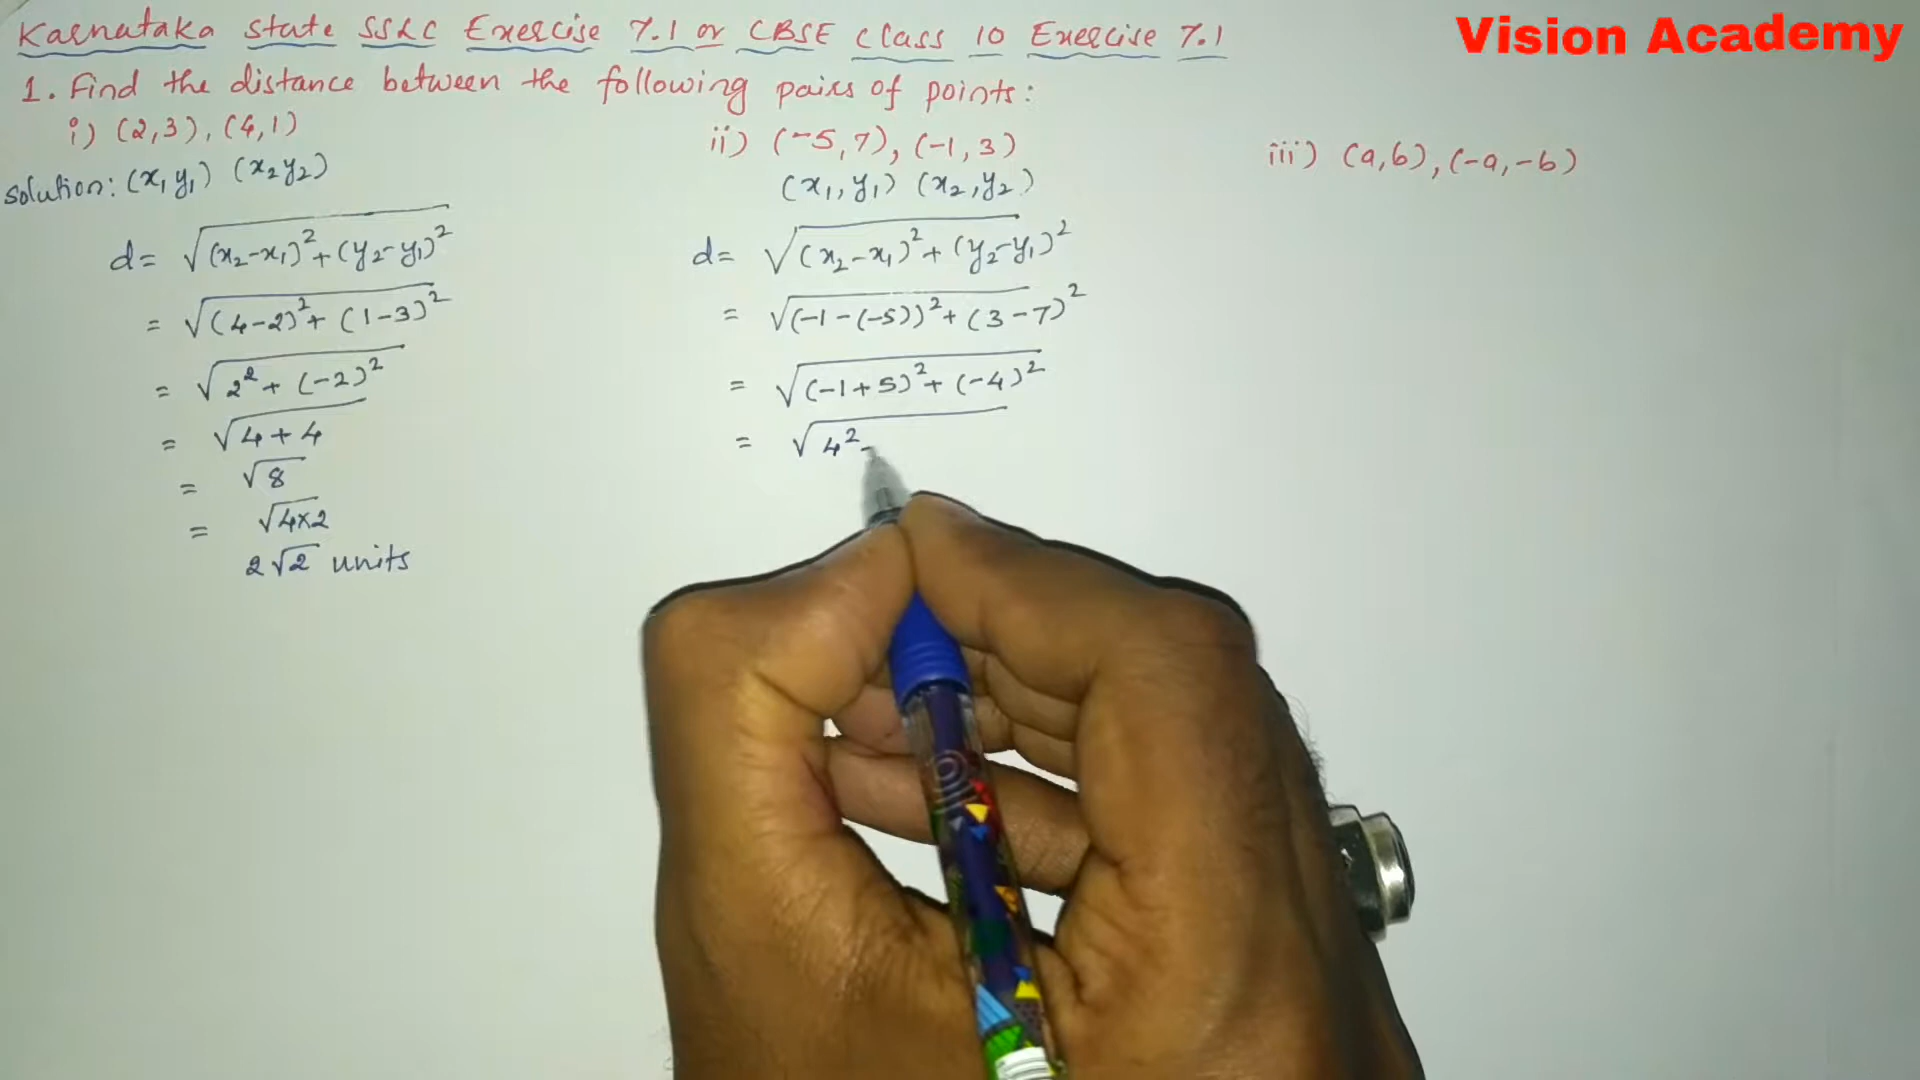 Karnataka State SSLC Exercise 7.1 or CBSE Class 10 Exercise 7.1
Vision Academy
1. Find the distance between the following pairs of points:
i) (2,3), (4,1)
solution: (x₁ y₁) (x₂ y₂)
d = √(x₂-x₁)² + (y₂-y₁)²
= √(4-2)² + (1-3)²
= √2² + (-2)²
= √4+4
= √8
= √4×2
2√2 units
ii) (-5,7), (-1,3)
(x₁, y₁) (x₂, y₂)
d = √(x₂-x₁)² + (y₂-y₁)²
= √(-1-(-5))² + (3-7)²
= √(-1+5)² + (-4)²
= √4² -
iii) (a,b), (-a,-b)